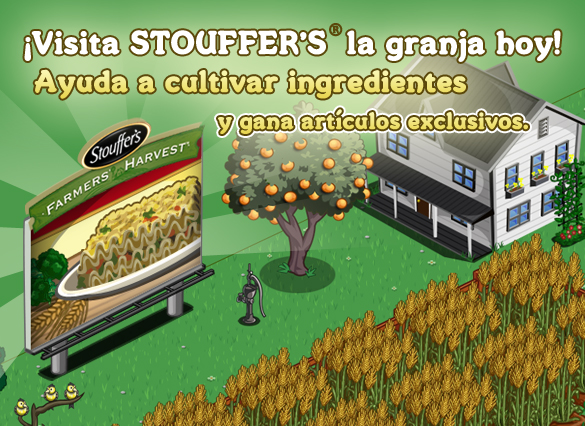 ¡Visita STOUFFER'S® la granja hoy!
Ayuda a cultivar ingredientes
y gana artículos exclusivos.
Stouffer's
FARMERS' HARVEST